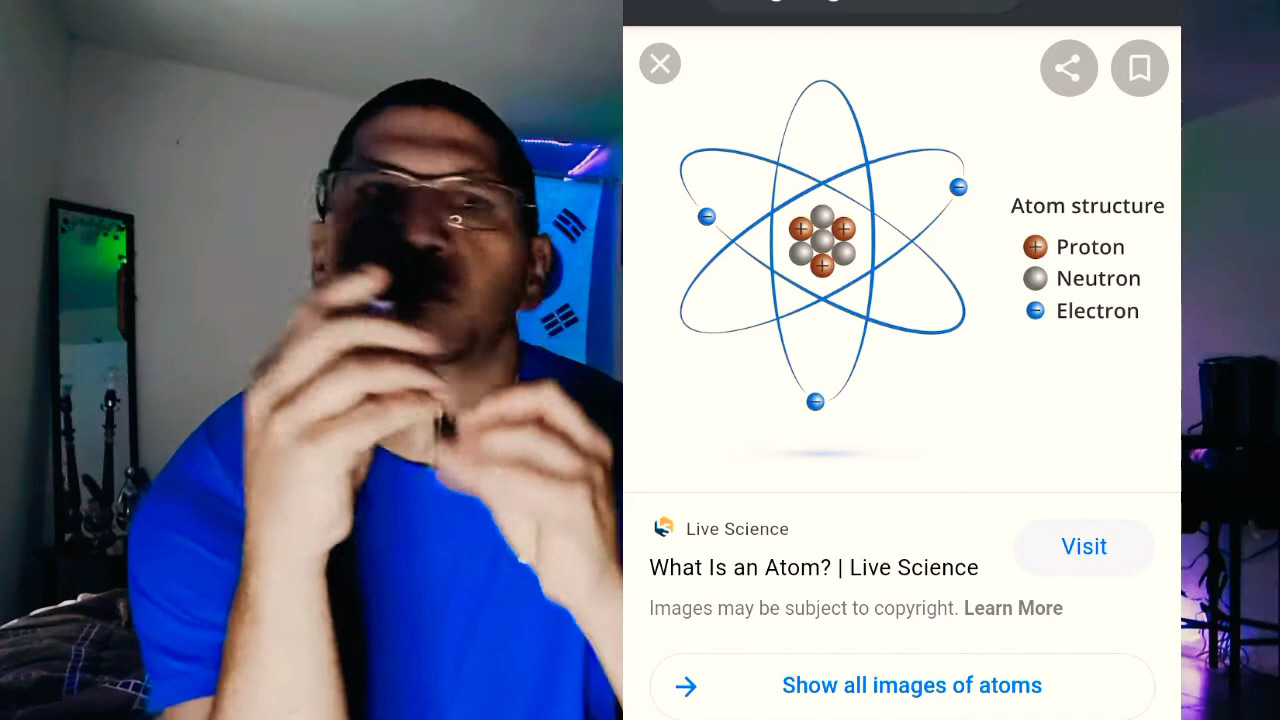 Atom structure
Proton
Neutron
Electron
Live Science
Visit
What Is an Atom? | Live Science
Images may be subject to copyright. Learn More
Show all images of atoms